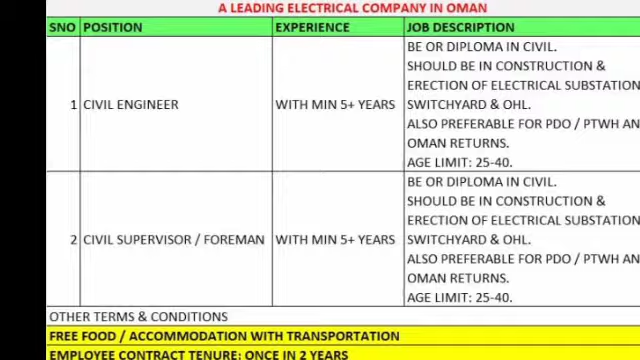 A LEADING ELECTRICAL COMPANY IN OMAN
SNO POSITION EXPERIENCE JOB DESCRIPTION
1 CIVIL ENGINEER WITH MIN 5+ YEARS
BE OR DIPLOMA IN CIVIL.
SHOULD BE IN CONSTRUCTION &
ERECTION OF ELECTRICAL SUBSTATION
SWITCHYARD & OHL.
ALSO PREFERABLE FOR PDO / PTWH AN
OMAN RETURNS.
AGE LIMIT: 25-40.
2 CIVIL SUPERVISOR / FOREMAN WITH MIN 5+ YEARS
BE OR DIPLOMA IN CIVIL.
SHOULD BE IN CONSTRUCTION &
ERECTION OF ELECTRICAL SUBSTATION
SWITCHYARD & OHL.
ALSO PREFERABLE FOR PDO / PTWH AN
OMAN RETURNS.
AGE LIMIT: 25-40.
OTHER TERMS & CONDITIONS
FREE FOOD / ACCOMMODATION WITH TRANSPORTATION
EMPLOYEE CONTRACT TENURE: ONCE IN 2 YEARS